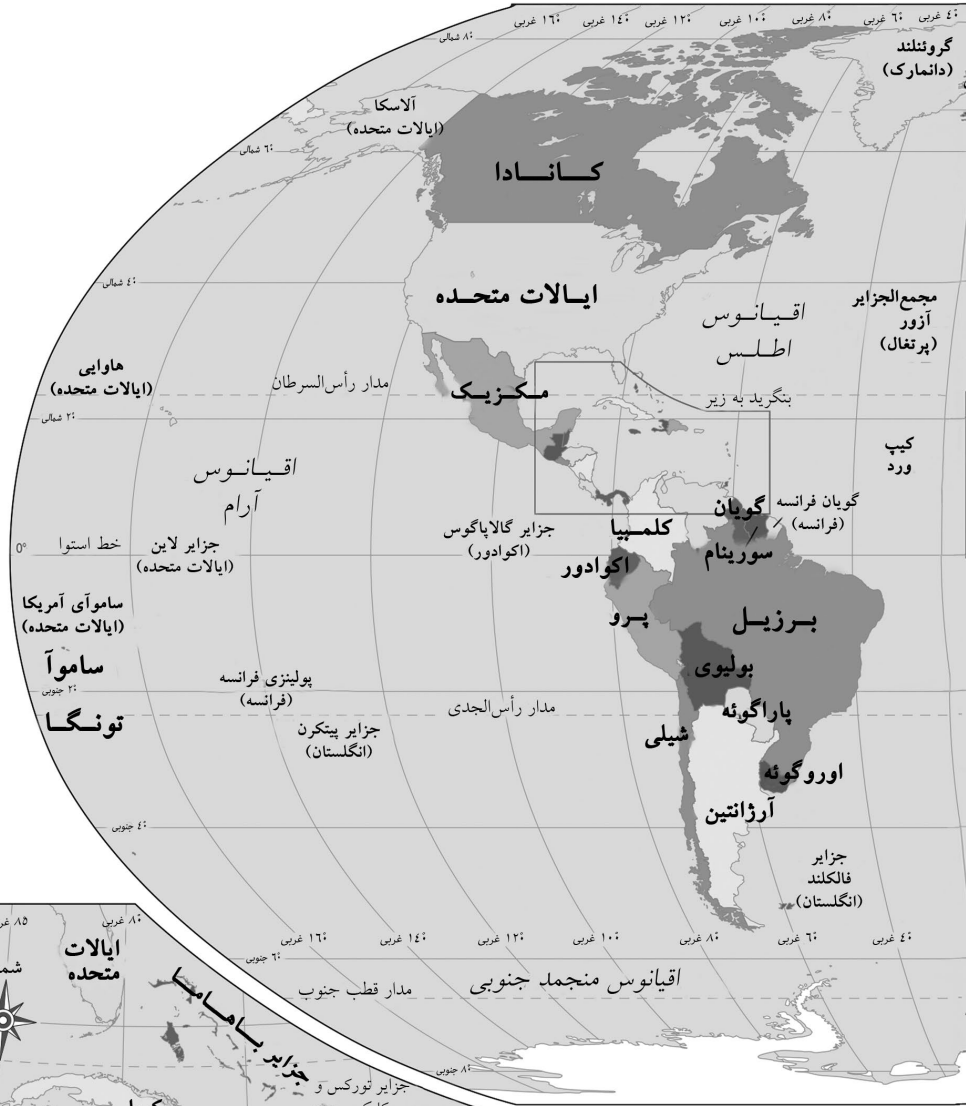 ۱۶۰ غربی ۱۴۰ غربی ۱۲۰ غربی ۱۰۰ غربی ۸۰ غربی ۶۰ غربی ۴۰ غربی
۸۰ شمالی
گروئنلند
(دانمارک)
آلاسکا
(ایالات متحده)
۶۰ شمالی
کانادا
۴۰ شمالی
ایالات متحده
اقیانوس
اطلس
مجمع‌الجزایر
آزور
(پرتغال)
هاوایی
(ایالات متحده)
مدار رأس‌السرطان
مکزیک
بنگرید به زیر
۲۰ شمالی
اقیانوس
آرام
کیپ
ورد
جزایر گالاپاگوس
(اکوادور)
کلمبیا
گویان
گویان فرانسه
(فرانسه)
سورینام
0°
خط استوا
جزایر لاین
(ایالات متحده)
اکوادور
ساموآی آمریکا
(ایالات متحده)
پرو
برزیل
ساموآ
بولیوی
۲۰ جنوبی
پولینزی فرانسه
(فرانسه)
مدار رأس‌الجدی
پاراگوئه
تونگا
جزایر پیتکرن
(انگلستان)
شیلی
اوروگوئه
آرژانتین
۴۰ جنوبی
جزایر
فالکلند
(انگلستان)
۱۶۰ غربی ۱۴۰ غربی ۱۲۰ غربی ۱۰۰ غربی ۸۰ غربی ۶۰ غربی ۴۰ غربی
۶۰ جنوبی
اقیانوس منجمد جنوبی
مدار قطب جنوب
۸۰ جنوبی
۸۵ غر
۸۰ غربی
ایالات
متحده
شم
جزایر باهاما
جزایر تورکس و